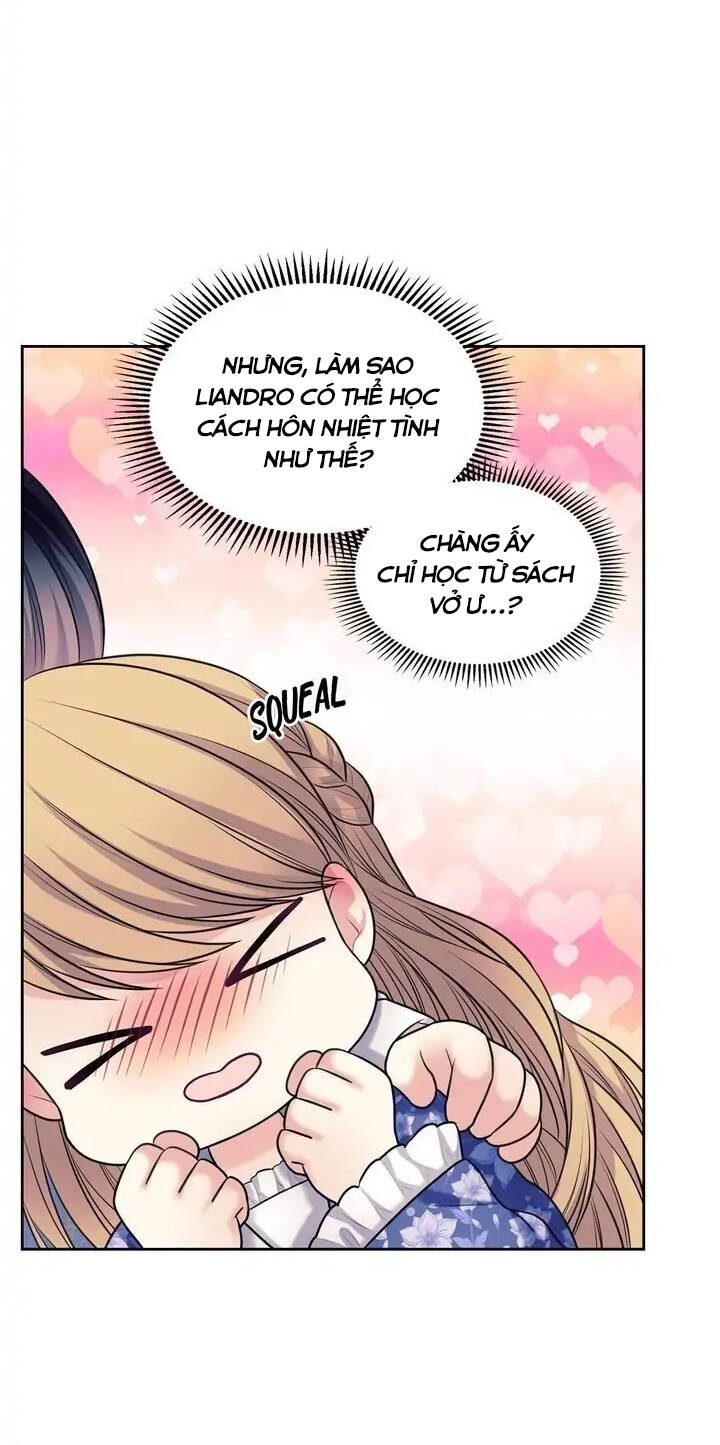 NHƯNG, LÀM SAO
LIANDRO CÓ THỂ HỌC
CÁCH HÔN NHIỆT TÌNH
NHƯ THẾ?
CHÀNG ẤY
CHỈ HỌC TỪ SÁCH
VỞ Ư...?
SQUEAL